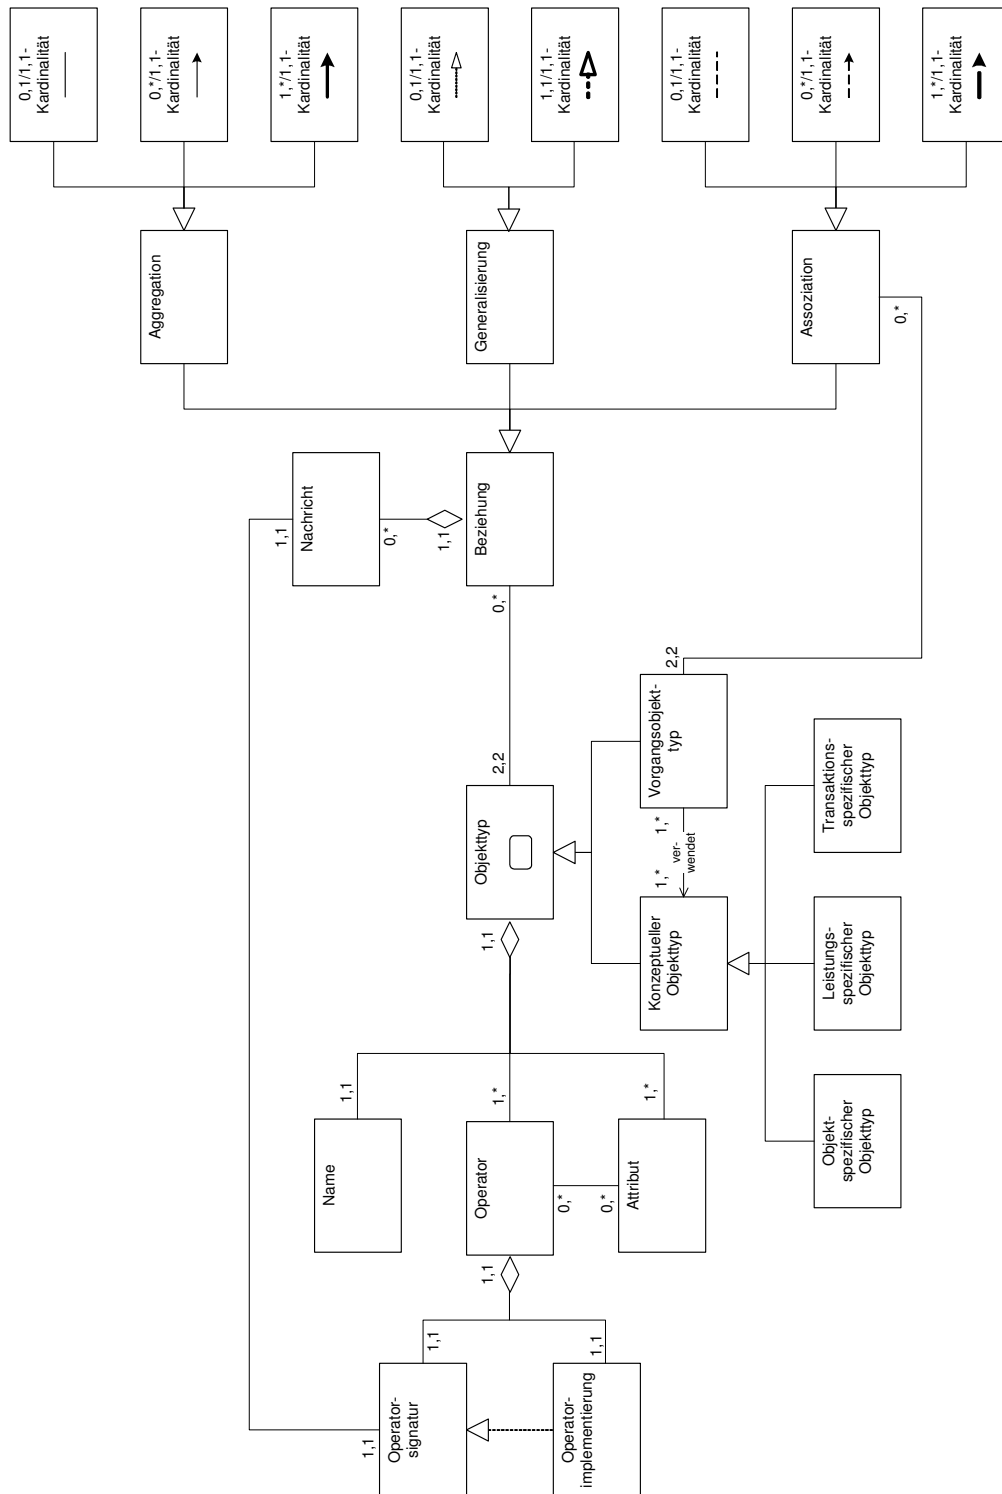 0,1/1,1-
Kardinalität
0,*/1,1-
Kardinalität
1,*/1,1-
Kardinalität
0,1/1,1-
Kardinalität
1,1/1,1-
Kardinalität
0,1/1,1-
Kardinalität
0,*/1,1-
Kardinalität
1,*/1,1-
Kardinalität
Aggregation
Generalisierung
Assoziation
0,*
Nachricht
1,1
0,*
1,1
Beziehung
0,*
2,2
2,2
Objekttyp
1,1
Vorgangsobjekt-
typ
1,*
ver-
wendet
1,*
Konzeptueller
Objekttyp
Transaktions-
spezifischer
Objekttyp
Leistungs-
spezifischer
Objekttyp
Objekt-
spezifischer
Objekttyp
1,1
1,*
1,*
Name
Operator
0,*
0,*
Attribut
1,1
1,1
1,1
Operator-
signatur
1,1
Operator-
implementierung